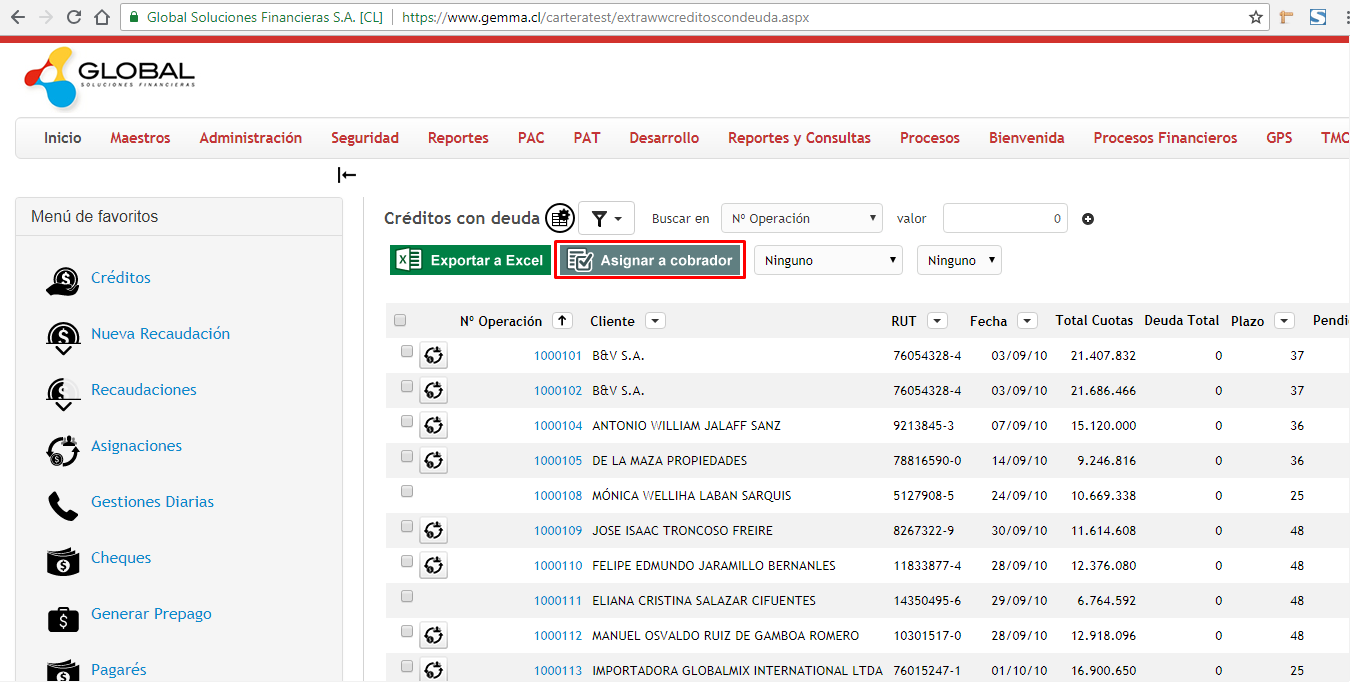 Global Soluciones Financieras S.A. [CL] https://www.gemma.cl/carteratest/extrawwcreditoscondeuda.aspx
GLOBAL
SOLUCIONES FINANCIERAS
Inicio Maestros Administración Seguridad Reportes PAC PAT Desarrollo Reportes y Consultas Procesos Bienvenida Procesos Financieros GPS TMO
Menú de favoritos
Créditos
Nueva Recaudación
Recaudaciones
Asignaciones
Gestiones Diarias
Cheques
Generar Prepago
Pagarés
Créditos con deuda Buscar en Nº Operación valor 0
Exportar a Excel Asignar a cobrador Ninguno Ninguno
Nº Operación Cliente RUT Fecha Total Cuotas Deuda Total Plazo Pendi
1000101 B&V S.A. 76054328-4 03/09/10 21.407.832 0 37
1000102 B&V S.A. 76054328-4 03/09/10 21.686.466 0 37
1000104 ANTONIO WILLIAM JALAFF SANZ 9213845-3 07/09/10 15.120.000 0 36
1000105 DE LA MAZA PROPIEDADES 78816590-0 14/09/10 9.246.816 0 36
1000108 MÓNICA WELLIHA LABAN SARQUIS 5127908-5 24/09/10 10.669.338 0 25
1000109 JOSE ISAAC TRONCOSO FREIRE 8267322-9 30/09/10 11.614.608 0 48
1000110 FELIPE EDMUNDO JARAMILLO BERNANLES 11833877-4 28/09/10 12.376.080 0 48
1000111 ELIANA CRISTINA SALAZAR CIFUENTES 14350495-6 29/09/10 6.764.592 0 48
1000112 MANUEL OSVALDO RUIZ DE GAMBOA ROMERO 10301517-0 28/09/10 12.918.096 0 48
1000113 IMPORTADORA GLOBALMIX INTERNATIONAL LTDA 76015247-1 01/10/10 16.900.650 0 25